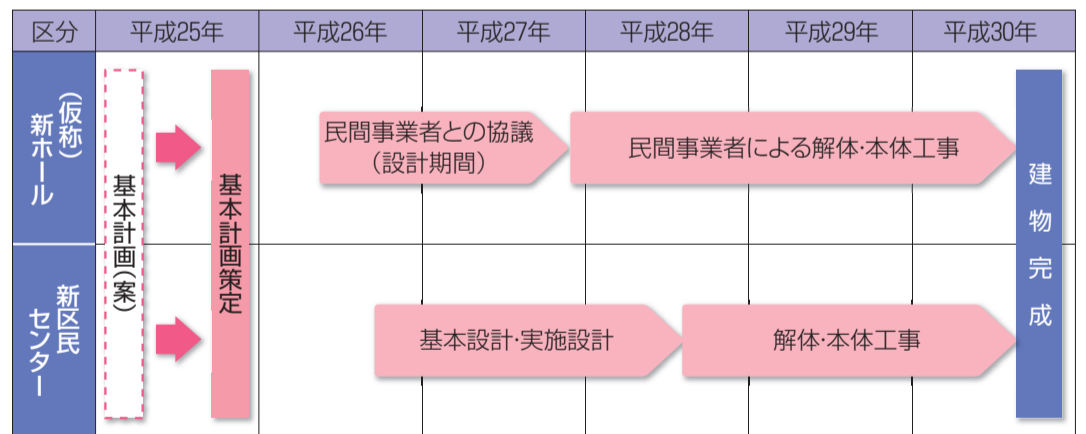 区分
平成25年
平成26年
平成27年
平成28年
平成29年
平成30年
（仮称）
新ホール
新区民
センター
基本計画（案）
基本計画策定
民間事業者との協議
（設計期間）
民間事業者による解体・本体工事
基本設計・実施設計
解体・本体工事
建物完成